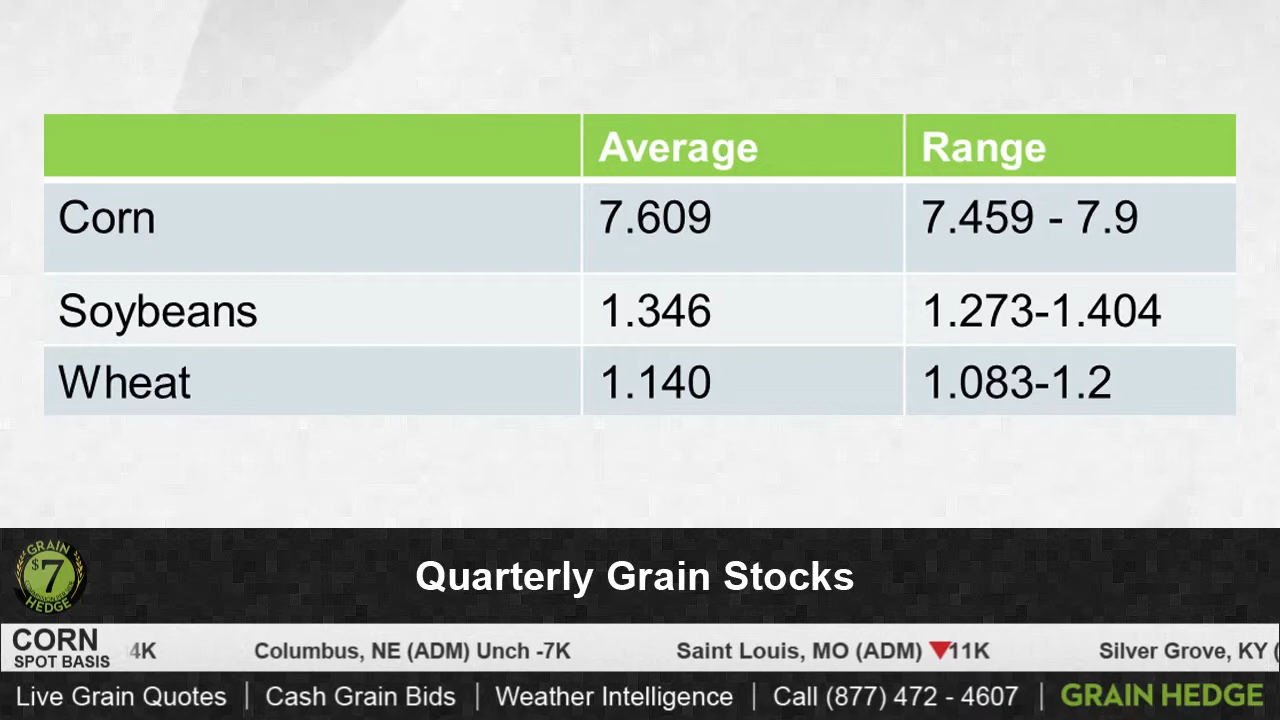 Average Range
Corn 7.609 7.459 - 7.9
Soybeans 1.346 1.273-1.404
Wheat 1.140 1.083-1.2
GRAIN
$7
HEDGE
Quarterly Grain Stocks
CORN
SPOT BASIS
4K Columbus, NE (ADM) Unch -7K Saint Louis, MO (ADM) ▼11K Silver Grove, KY (
Live Grain Quotes | Cash Grain Bids | Weather Intelligence | Call (877) 472 - 4607 | GRAIN HEDGE